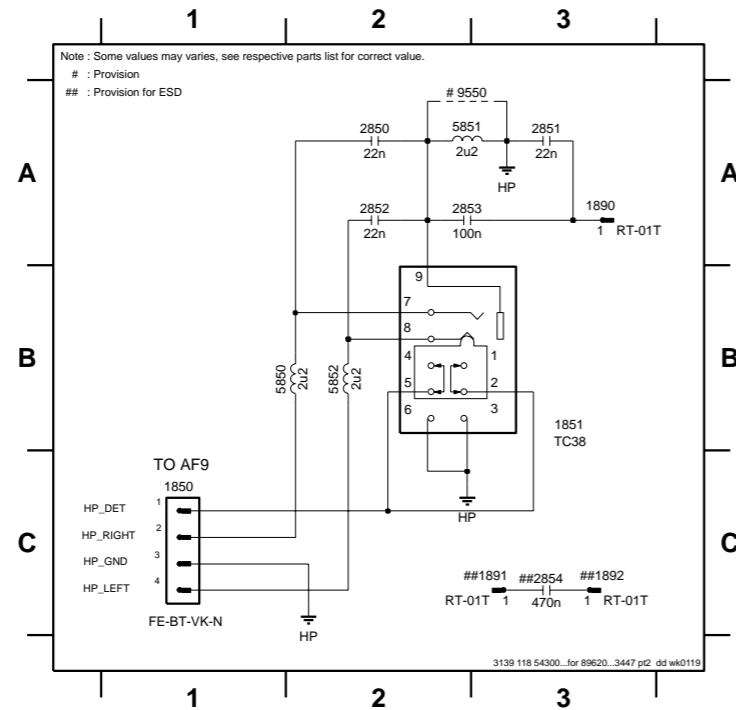 1 2 3
Note : Some values may varies, see respective parts list for correct value.
# : Provision
## : Provision for ESD
# 9550
2850 5851 2851
22n 2u2 22n
A A
HP
2852 2853 1890
22n 100n 1 RT-01T
9
7
8
B B
4 1
5850 2u2
5852 2u2
5 2
6 3
1851
TC38
TO AF9
1850
HP_DET 1
HP
HP_RIGHT 2
C C
HP_GND 3
HP_LEFT 4
##1891 ##2854 ##1892
RT-01T 1 470n 1 RT-01T
FE-BT-VK-N
HP
3139 118 54300...for 89620...3447 pt2 dd wk0119
1 2 3